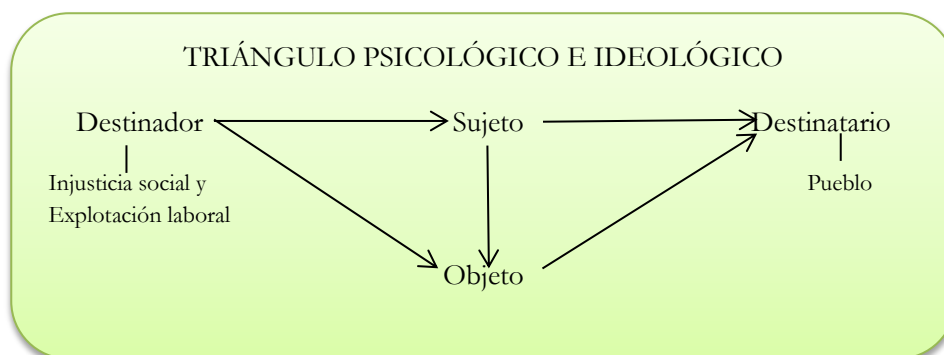 TRIÁNGULO PSICOLÓGICO E IDEOLÓGICO
Destinador Sujeto Destinatario
Injusticia social y Pueblo
Explotación laboral
Objeto